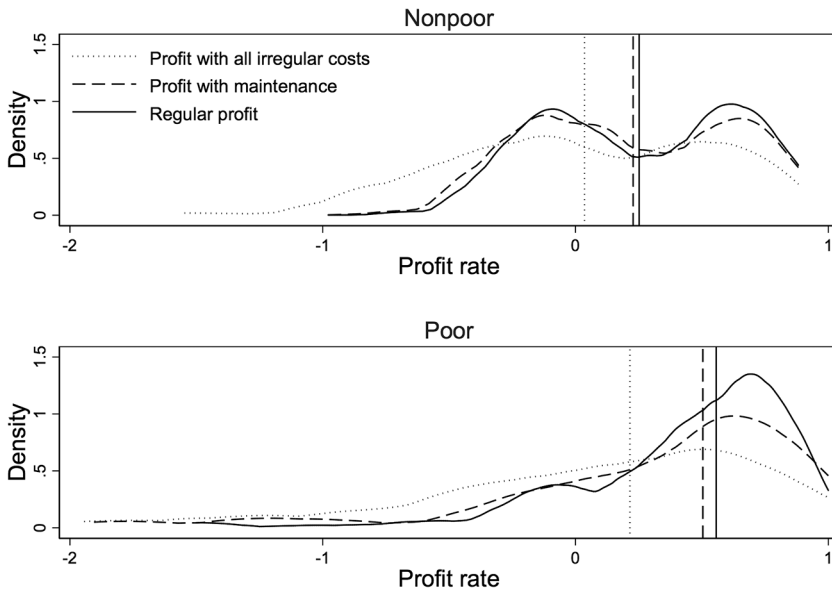 Nonpoor
1.5
1
.5
0
Density
Profit with all irregular costs
Profit with maintenance
Regular profit
-2 -1 0 1
Profit rate
Poor
1.5
1
.5
0
Density
-2 -1 0 1
Profit rate